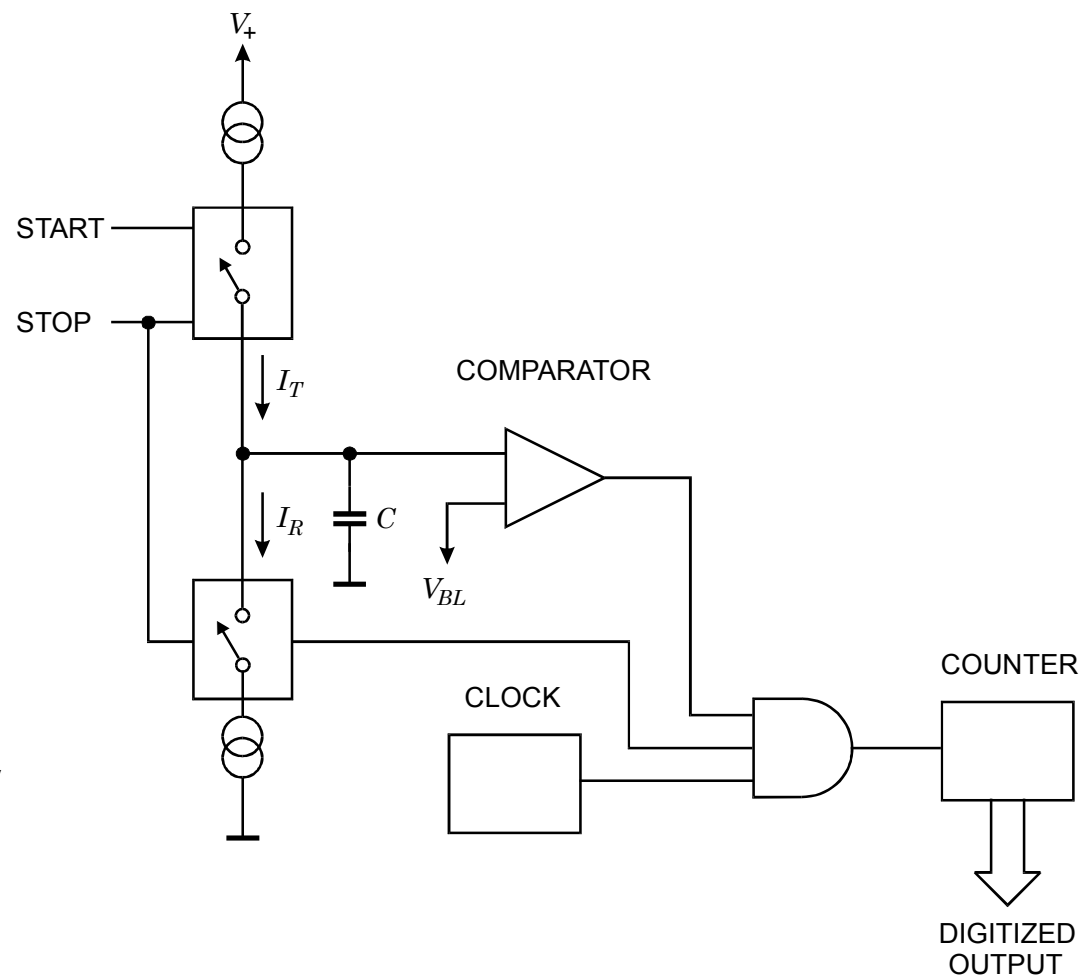 V+
START
STOP
I_T
COMPARATOR
I_R
C
V_BL
CLOCK
COUNTER
DIGITIZED
OUTPUT